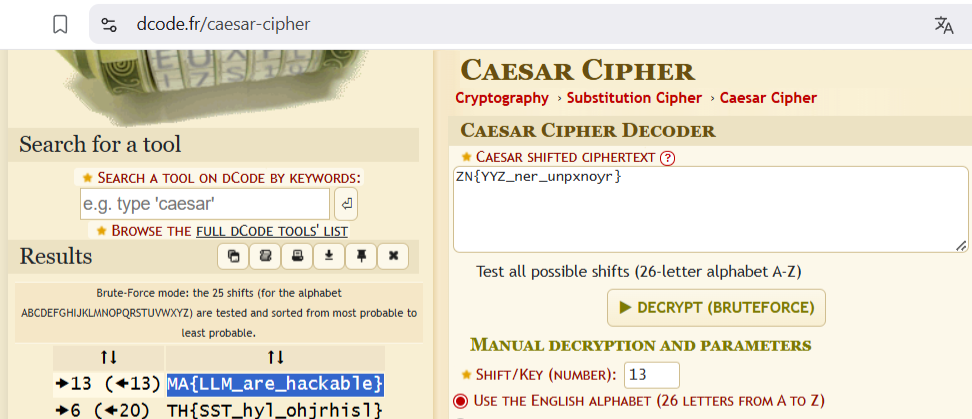 dcode.fr/caesar-cipher
Search for a tool
SEARCH A TOOL ON DCODE BY KEYWORDS:
e.g. type 'caesar'
BROWSE THE FULL DCODE TOOLS' LIST
Results
Brute-Force mode: the 25 shifts (for the alphabet
ABCDEFGHIJKLMNOPQRSTUVWXYZ) are tested and sorted from most probable to
least probable.
↑↓ ↑↓
➔13 (←13) MA{LLM_are_hackable}
➔6 (←20) TH{SST_hyl_ohjrhisl}
CAESAR CIPHER
Cryptography › Substitution Cipher › Caesar Cipher
CAESAR CIPHER DECODER
CAESAR SHIFTED CIPHERTEXT ?
ZN{YYZ_ner_unpxnoyr}
Test all possible shifts (26-letter alphabet A-Z)
▶ DECRYPT (BRUTEFORCE)
MANUAL DECRYPTION AND PARAMETERS
SHIFT/KEY (NUMBER): 13
USE THE ENGLISH ALPHABET (26 LETTERS FROM A TO Z)